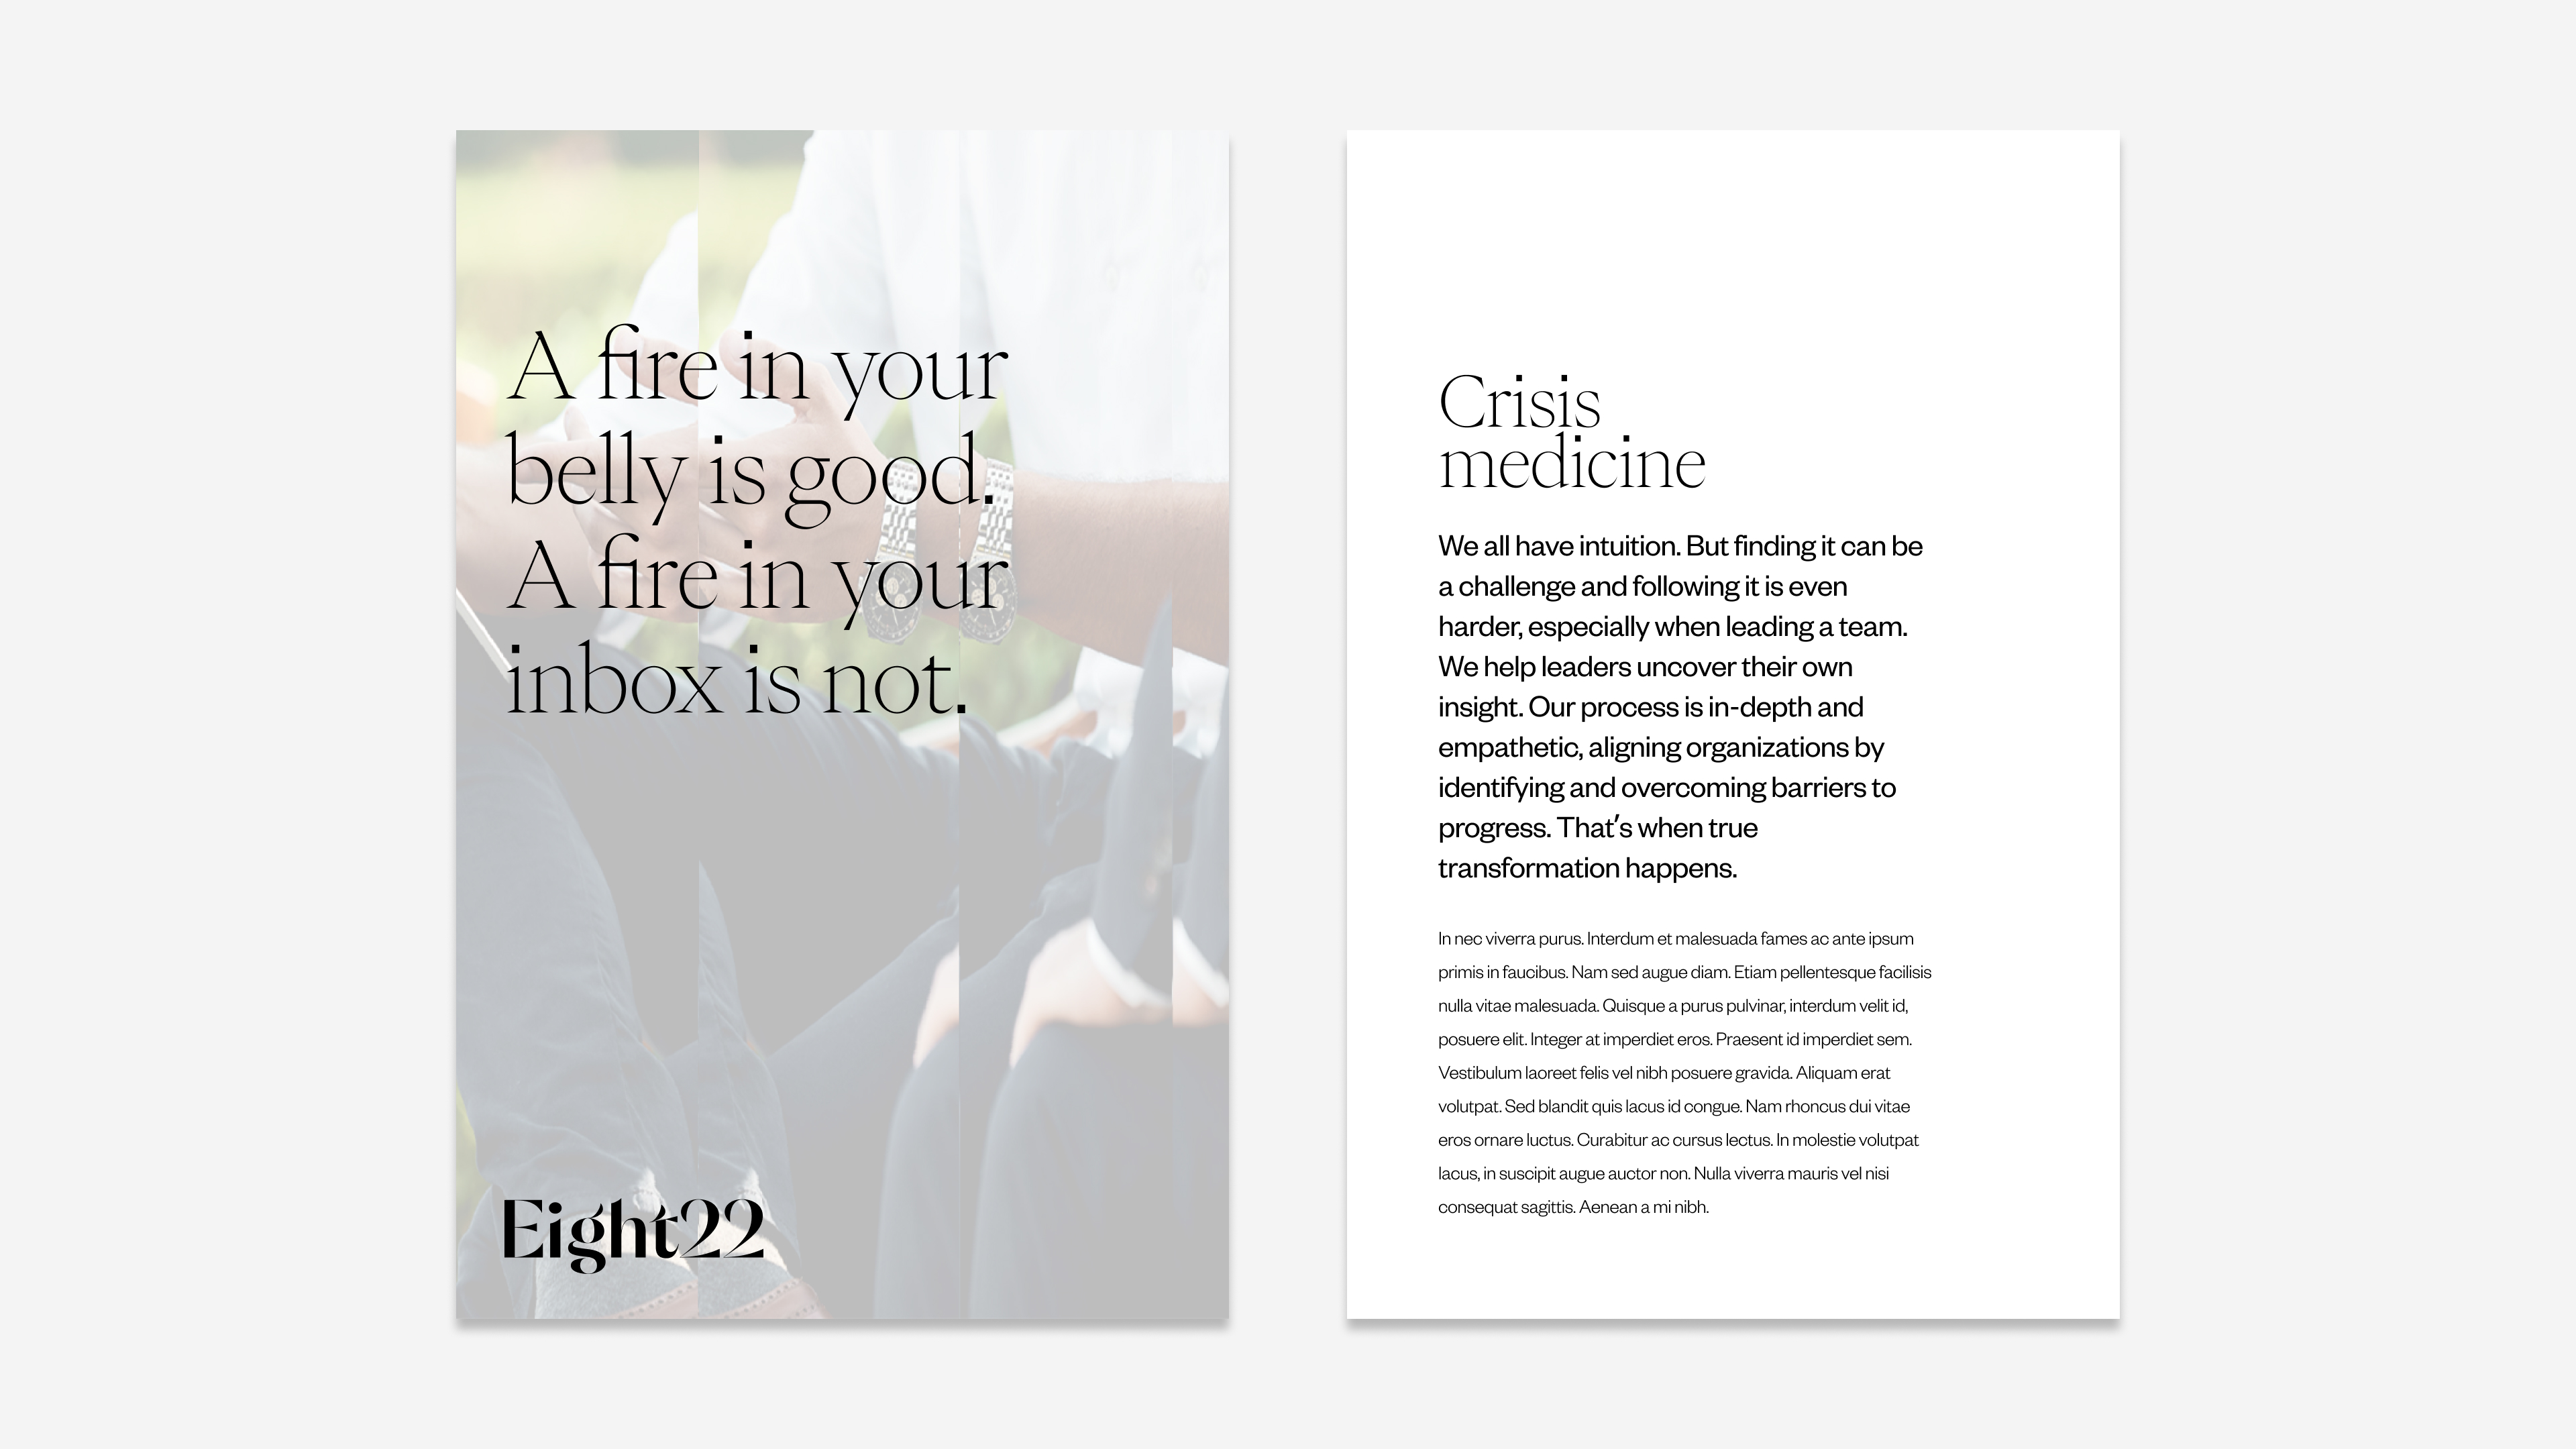 A fire in your
belly is good.
A fire in your
inbox is not.
Eight22
Crisis
medicine
We all have intuition. But finding it can be
a challenge and following it is even
harder, especially when leading a team.
We help leaders uncover their own
insight. Our process is in-depth and
empathetic, aligning organizations by
identifying and overcoming barriers to
progress. That's when true
transformation happens.
In nec viverra purus. Interdum et malesuada fames ac ante ipsum
primis in faucibus. Nam sed augue diam. Etiam pellentesque facilisis
nulla vitae malesuada. Quisque a purus pulvinar, interdum velit id,
posuere elit. Integer at imperdiet eros. Praesent id imperdiet sem.
Vestibulum laoreet felis vel nibh posuere gravida. Aliquam erat
volutpat. Sed blandit quis lacus id congue. Nam rhoncus dui vitae
eros ornare luctus. Curabitur ac cursus lectus. In molestie volutpat
lacus, in suscipit augue auctor non. Nulla viverra mauris vel nisi
consequat sagittis. Aenean a mi nibh.